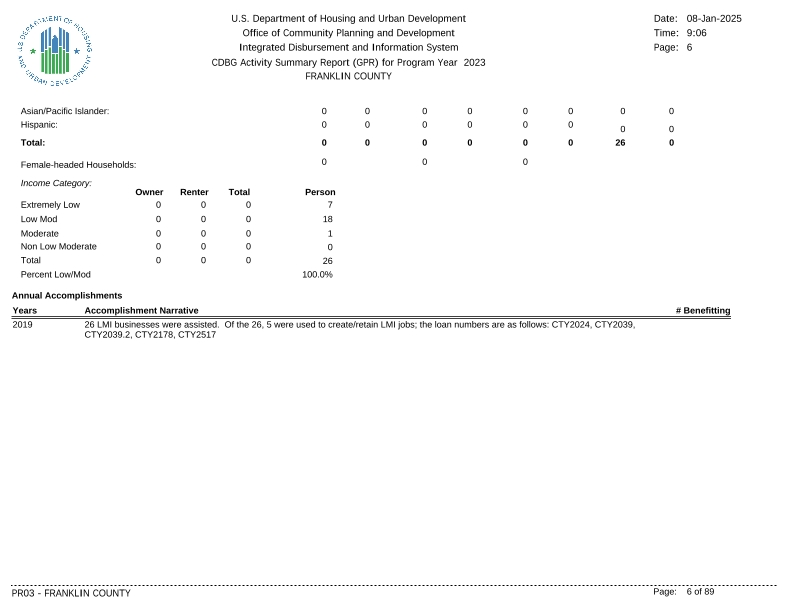 U.S. DEPARTMENT OF HOUSING AND URBAN DEVELOPMENT
U.S. Department of Housing and Urban Development
Office of Community Planning and Development
Integrated Disbursement and Information System
CDBG Activity Summary Report (GPR) for Program Year 2023
FRANKLIN COUNTY
Date: 08-Jan-2025
Time: 9:06
Page: 6
Asian/Pacific Islander: 0 0 0 0 0 0 0 0
Hispanic: 0 0 0 0 0 0 0 0
Total: 0 0 0 0 0 0 26 0
Female-headed Households: 0 0 0
Income Category:
Owner Renter Total Person
Extremely Low 0 0 0 7
Low Mod 0 0 0 18
Moderate 0 0 0 1
Non Low Moderate 0 0 0 0
Total 0 0 0 26
Percent Low/Mod 100.0%
Annual Accomplishments
Years Accomplishment Narrative # Benefitting
2019 26 LMI businesses were assisted. Of the 26, 5 were used to create/retain LMI jobs; the loan numbers are as follows: CTY2024, CTY2039,
CTY2039.2, CTY2178, CTY2517
PR03 - FRANKLIN COUNTY Page: 6 of 89